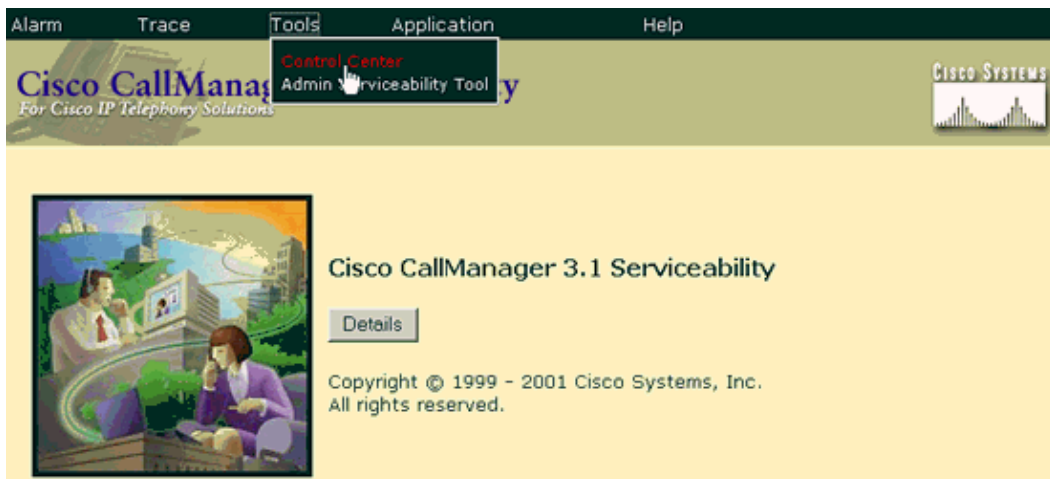 Alarm Trace Tools Application Help
Control Center
Admin Serviceability Tool
Cisco CallManag
y
For Cisco IP Telephony Solutions
CISCO SYSTEMS
Cisco CallManager 3.1 Serviceability
Details
Copyright © 1999 - 2001 Cisco Systems, Inc.
All rights reserved.